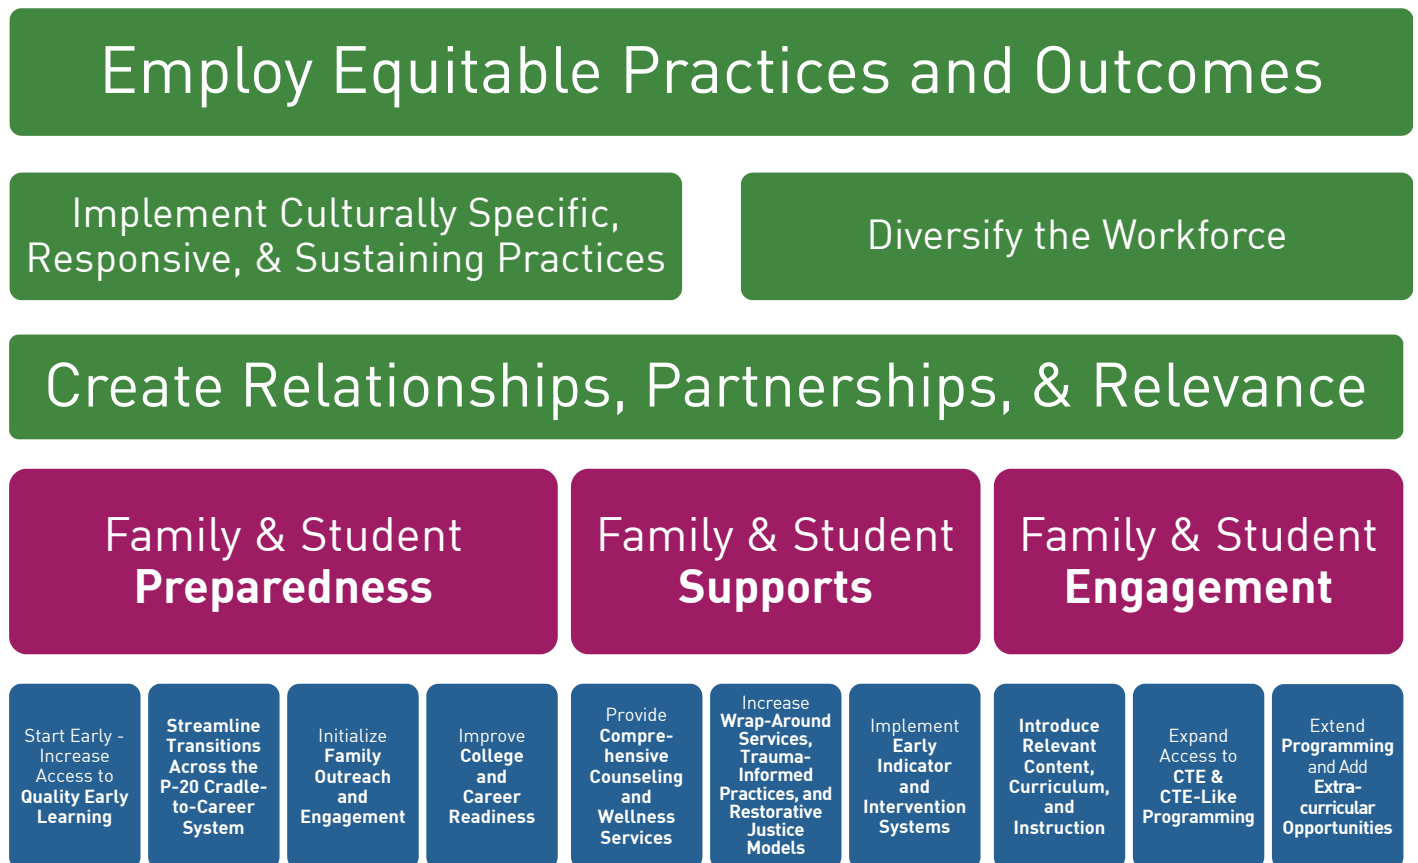 Employ Equitable Practices and Outcomes
Implement Culturally Specific,
Responsive, & Sustaining Practices
Diversify the Workforce
Create Relationships, Partnerships, & Relevance
Family & Student
Preparedness
Family & Student
Supports
Family & Student
Engagement
Start Early -
Increase
Access to
Quality Early
Learning
Streamline
Transitions
Across the
P-20 Cradle-
to-Career
System
Initialize
Family
Outreach
and
Engagement
Improve
College
and
Career
Readiness
Provide
Compre-
hensive
Counseling
and
Wellness
Services
Increase
Wrap-Around
Services,
Trauma-
Informed
Practices, and
Restorative
Justice
Models
Implement
Early
Indicator
and
Intervention
Systems
Introduce
Relevant
Content,
Curriculum,
and
Instruction
Expand
Access to
CTE &
CTE-Like
Programming
Extend
Programming
and Add
Extra-
curricular
Opportunities